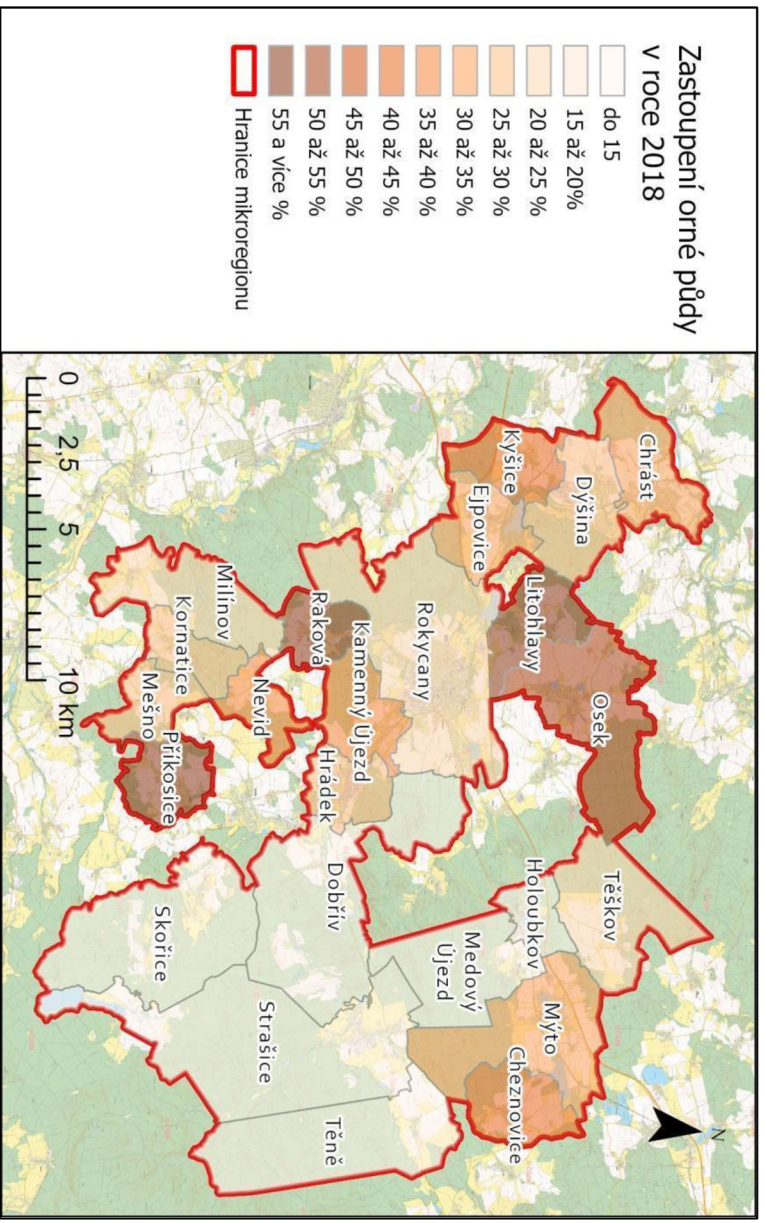 Zastoupení orné půdy
v roce 2018
do 15
15 až 20%
20 až 25 %
25 až 30 %
30 až 35 %
35 až 40 %
40 až 45 %
45 až 50 %
50 až 55 %
55 a více %
Hranice mikroregionu
N
Chrást
Dýšina
Kyšice
Ejpovice
Litohlavy
Osek
Těškov
Holoubkov
Mýto
Cheznovice
Medový
Újezd
Rokycany
Kamenný Újezd
Raková
Hrádek
Dobřív
Strašice
Těně
Skořice
Milínov
Nevid
Kornatice
Mešno
Příkosice
0
2,5
5
10 km